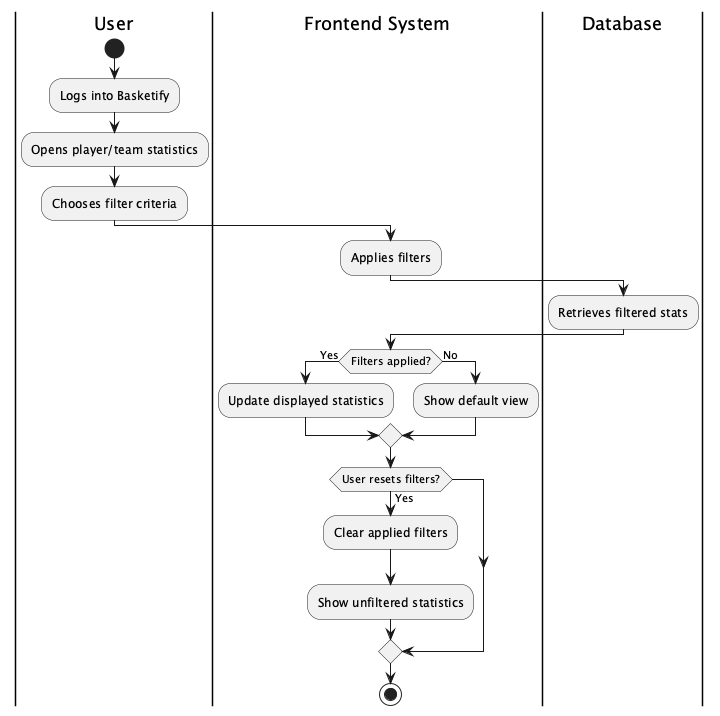 User
Frontend System
Database
Logs into Basketify
Opens player/team statistics
Chooses filter criteria
Applies filters
Retrieves filtered stats
Yes
Filters applied?
No
Update displayed statistics
Show default view
User resets filters?
Yes
Clear applied filters
Show unfiltered statistics